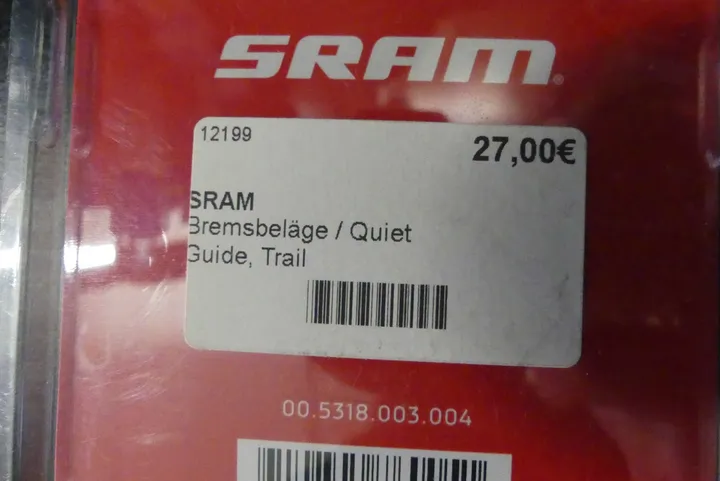 SRAM
12199
27,00€
SRAM
Bremsbeläge / Quiet
Guide, Trail
00.5318.003.004